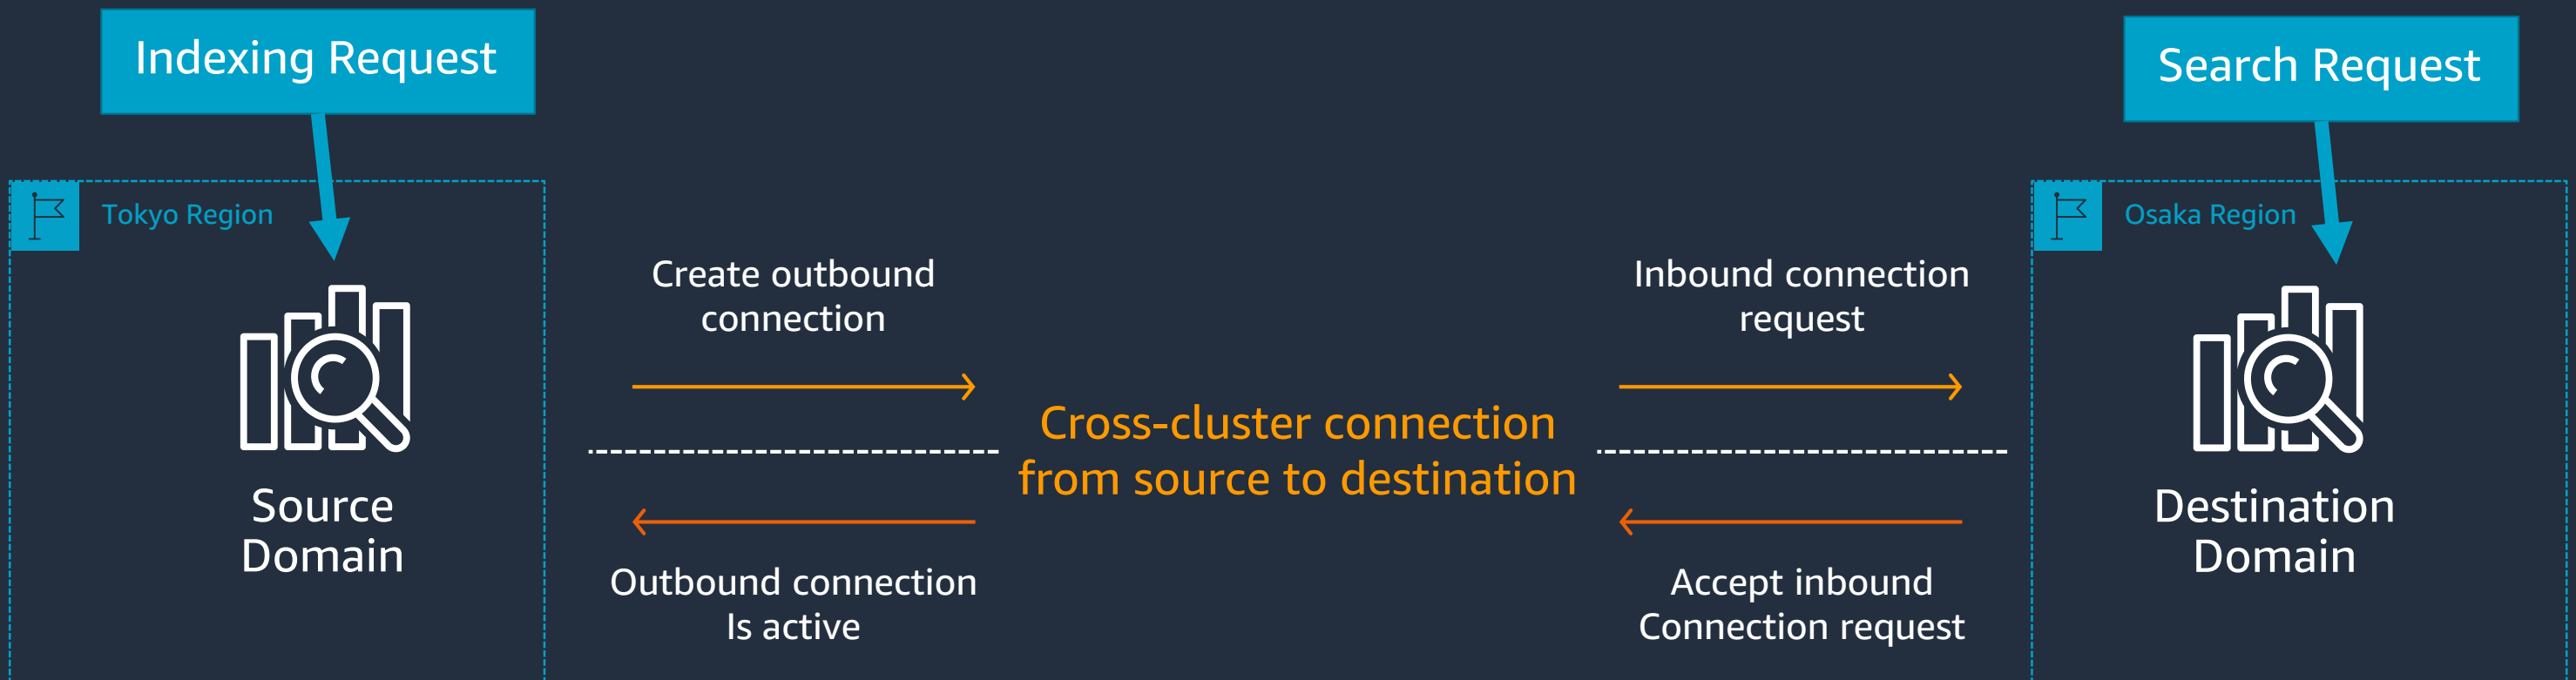 Indexing Request
Search Request
Tokyo Region
Osaka Region
Create outbound
connection
Inbound connection
request
Cross-cluster connection
from source to destination
Source
Domain
Destination
Domain
Outbound connection
Is active
Accept inbound
Connection request